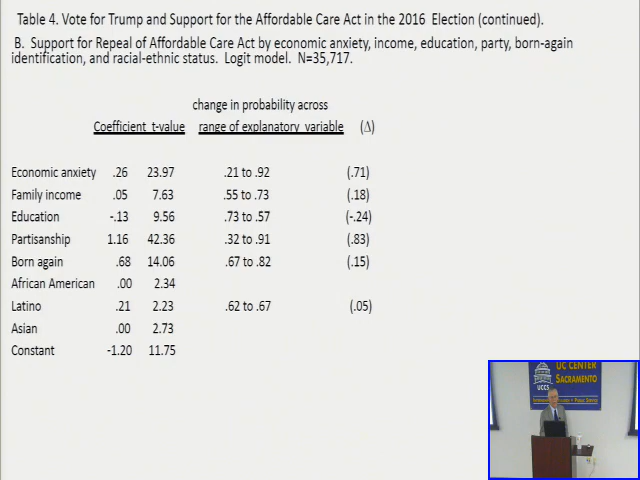 Table 4. Vote for Trump and Support for the Affordable Care Act in the 2016 Election (continued).
B. Support for Repeal of Affordable Care Act by economic anxiety, income, education, party, born-again
identification, and racial-ethnic status. Logit model. N=35,717.
change in probability across
Coefficient t-value range of explanatory variable (Δ)
Economic anxiety .26 23.97 .21 to .92 (.71)
Family income .05 7.63 .55 to .73 (.18)
Education -.13 9.56 .73 to .57 (-.24)
Partisanship 1.16 42.36 .32 to .91 (.83)
Born again .68 14.06 .67 to .82 (.15)
African American .00 2.34
Latino .21 2.23 .62 to .67 (.05)
Asian .00 2.73
Constant -1.20 11.75
UC CENTER
SACRAMENTO
UCCS